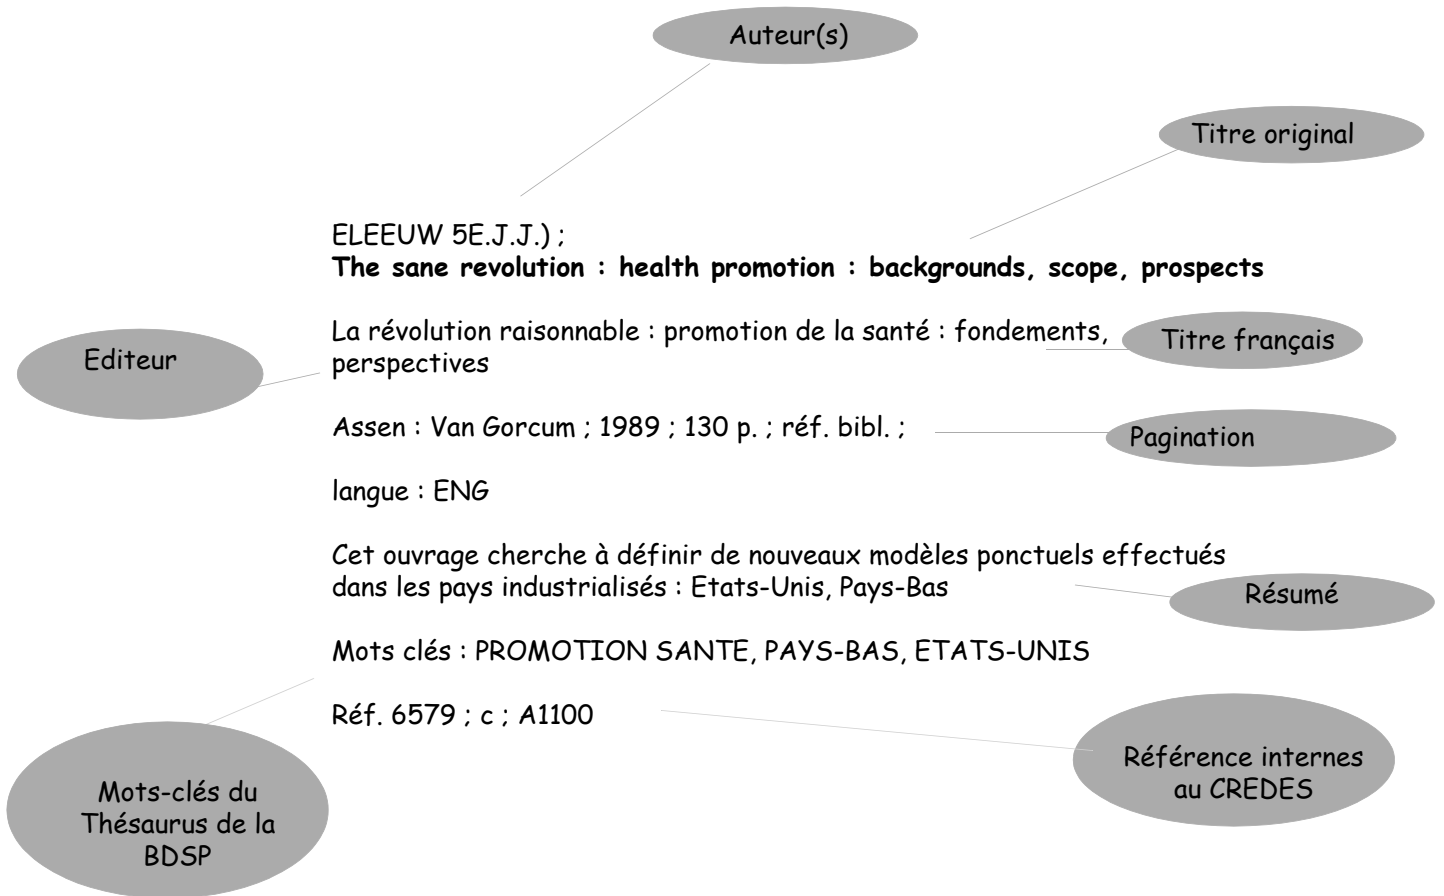 Auteur(s)
Titre original
ELEEUW 5E.J.J.) ;
The sane revolution : health promotion : backgrounds, scope, prospects
La révolution raisonnable : promotion de la santé : fondements,
perspectives
Titre français
Editeur
Assen : Van Gorcum ; 1989 ; 130 p. ; réf. bibl. ;
Pagination
langue : ENG
Cet ouvrage cherche à définir de nouveaux modèles ponctuels effectués
dans les pays industrialisés : Etats-Unis, Pays-Bas
Résumé
Mots clés : PROMOTION SANTE, PAYS-BAS, ETATS-UNIS
Réf. 6579 ; c ; A1100
Référence internes
au CREDES
Mots-clés du
Thésaurus de la
BDSP